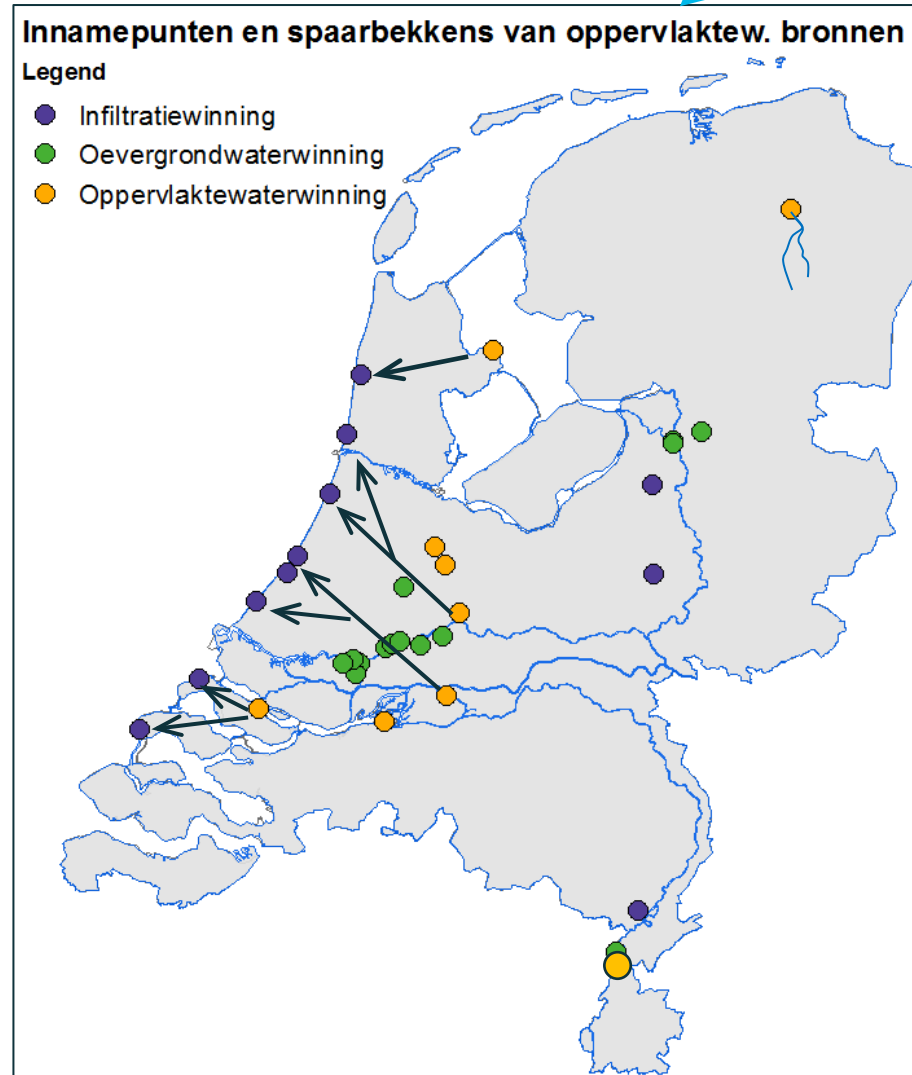 Innamepunten en spaarbekkens van oppervlaktew. bronnen
Legend
Infiltratiewinning
Oevergrondwaterwinning
Oppervlaktewaterwinning